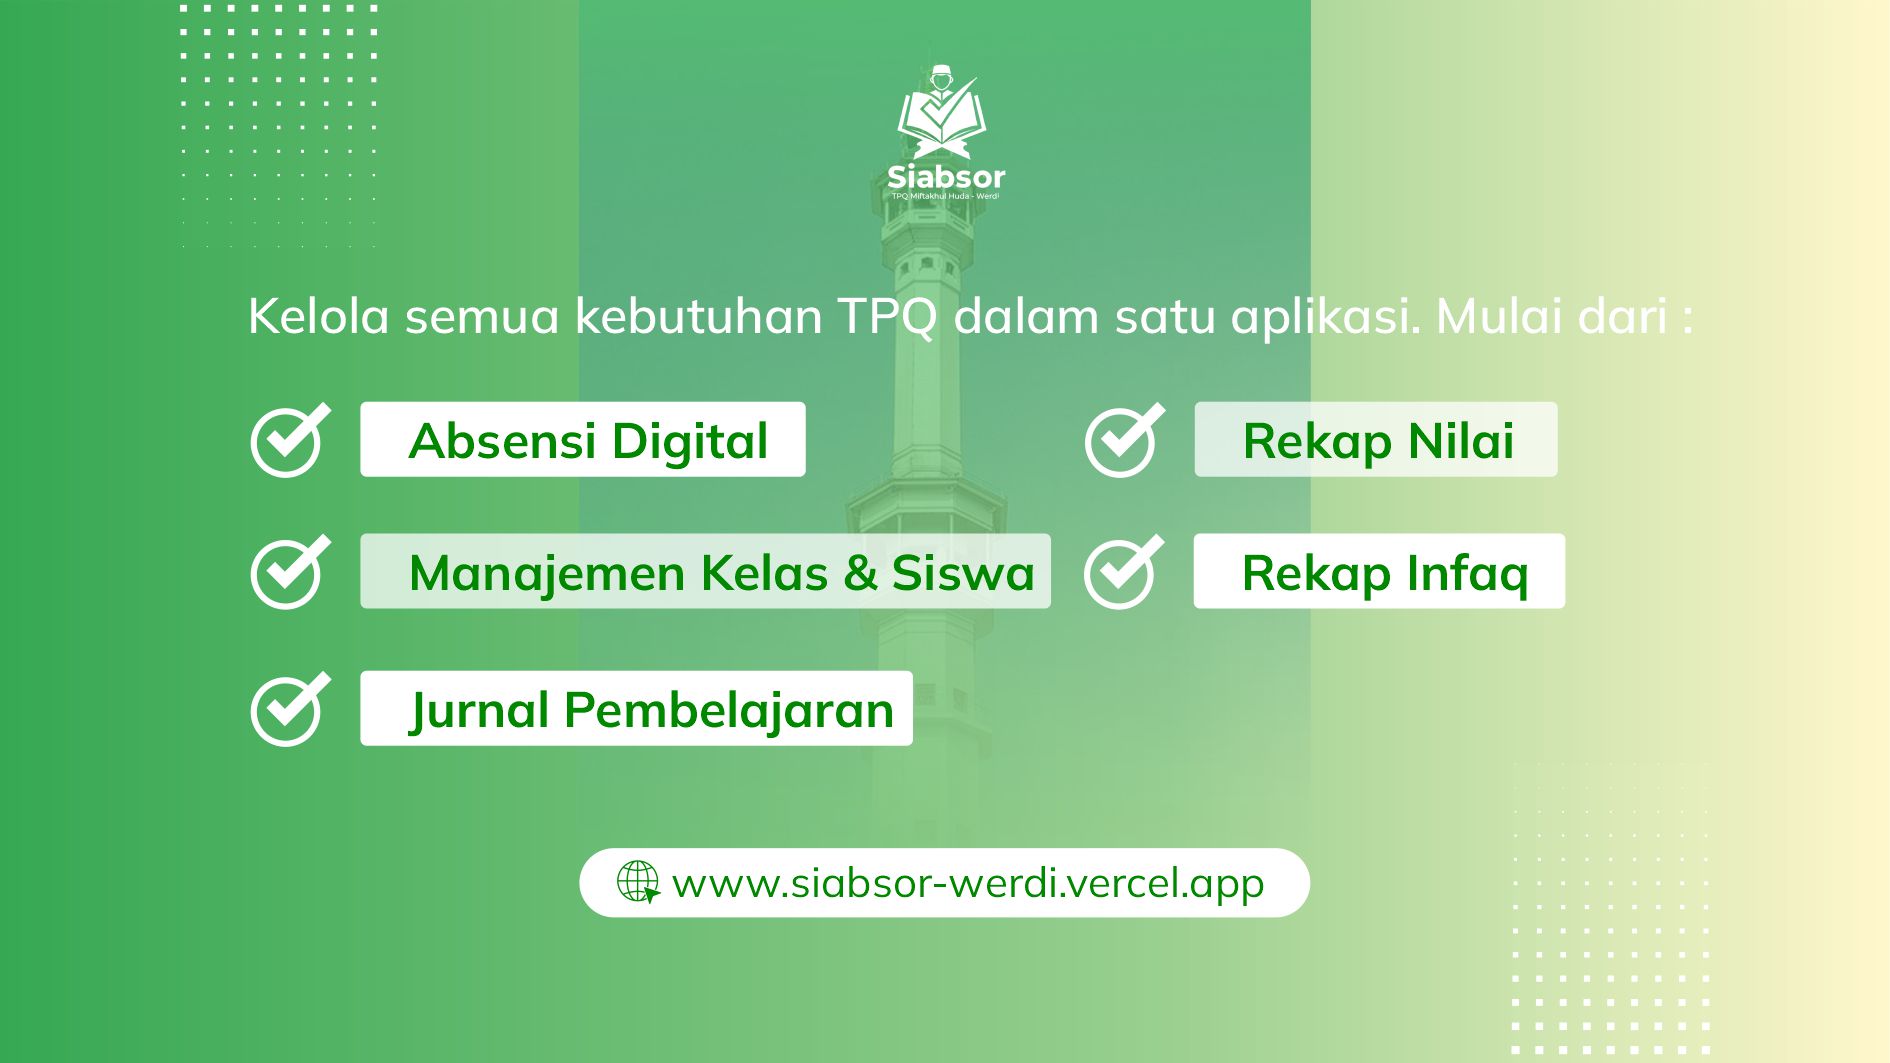 Siabsor
TPQ Miftakhul Huda - Werdi
Kelola semua kebutuhan TPQ dalam satu aplikasi. Mulai dari :
Absensi Digital
Manajemen Kelas & Siswa
Jurnal Pembelajaran
Rekap Nilai
Rekap Infaq
www.siabsor-werdi.vercel.app